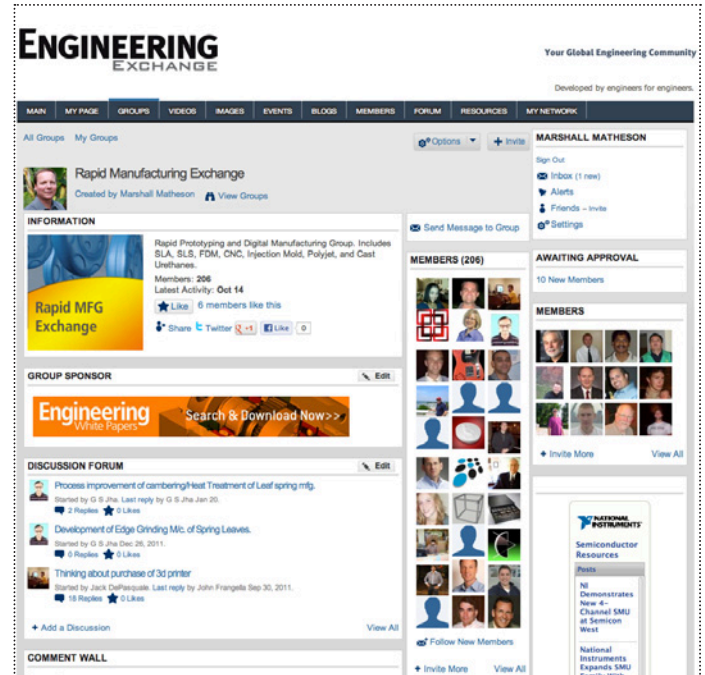 ENGINEERING
EXCHANGE
Your Global Engineering Community
Developed by engineers for engineers.
MAIN MY PAGE GROUPS VIDEOS IMAGES EVENTS BLOGS MEMBERS FORUM RESOURCES MY NETWORK
All Groups My Groups
Options + Invite
Rapid Manufacturing Exchange
Created by Marshall Matheson View Groups
INFORMATION
Rapid MFG
Exchange
Rapid Prototyping and Digital Manufacturing Group. Includes
SLA, SLS, FDM, CNC, Injection Mold, Polyjet, and Cast
Urethanes.
Members: 206
Latest Activity: Oct 14
Like 6 members like this
Share Twitter +1 Like 0
GROUP SPONSOR
Edit
Engineering
White Papers
Search & Download Now>>
DISCUSSION FORUM
Edit
Process improvement of cambering/Heat Treatment of Leaf spring mfg.
Started by G S Jha. Last reply by G S Jha Jan 20.
2 Replies 0 Likes
Development of Edge Grinding M/c. of Spring Leaves.
Started by G S Jha Dec 26, 2011.
0 Replies 0 Likes
Thinking about purchase of 3d printer
Started by Jack DePasquale. Last reply by John Frangella Sep 30, 2011.
18 Replies 0 Likes
+ Add a Discussion View All
COMMENT WALL
Send Message to Group
MEMBERS (206)
Follow New Members
+ Invite More View All
MARSHALL MATHESON
Sign Out
Inbox (1 new)
Alerts
Friends – Invite
Settings
AWAITING APPROVAL
10 New Members
MEMBERS
+ Invite More View All
NATIONAL
INSTRUMENTS
Semiconductor
Resources
Posts
NI
Demonstrates
New 4-
Channel SMU
at Semicon
West
National
Instruments
Expands SMU
Family With